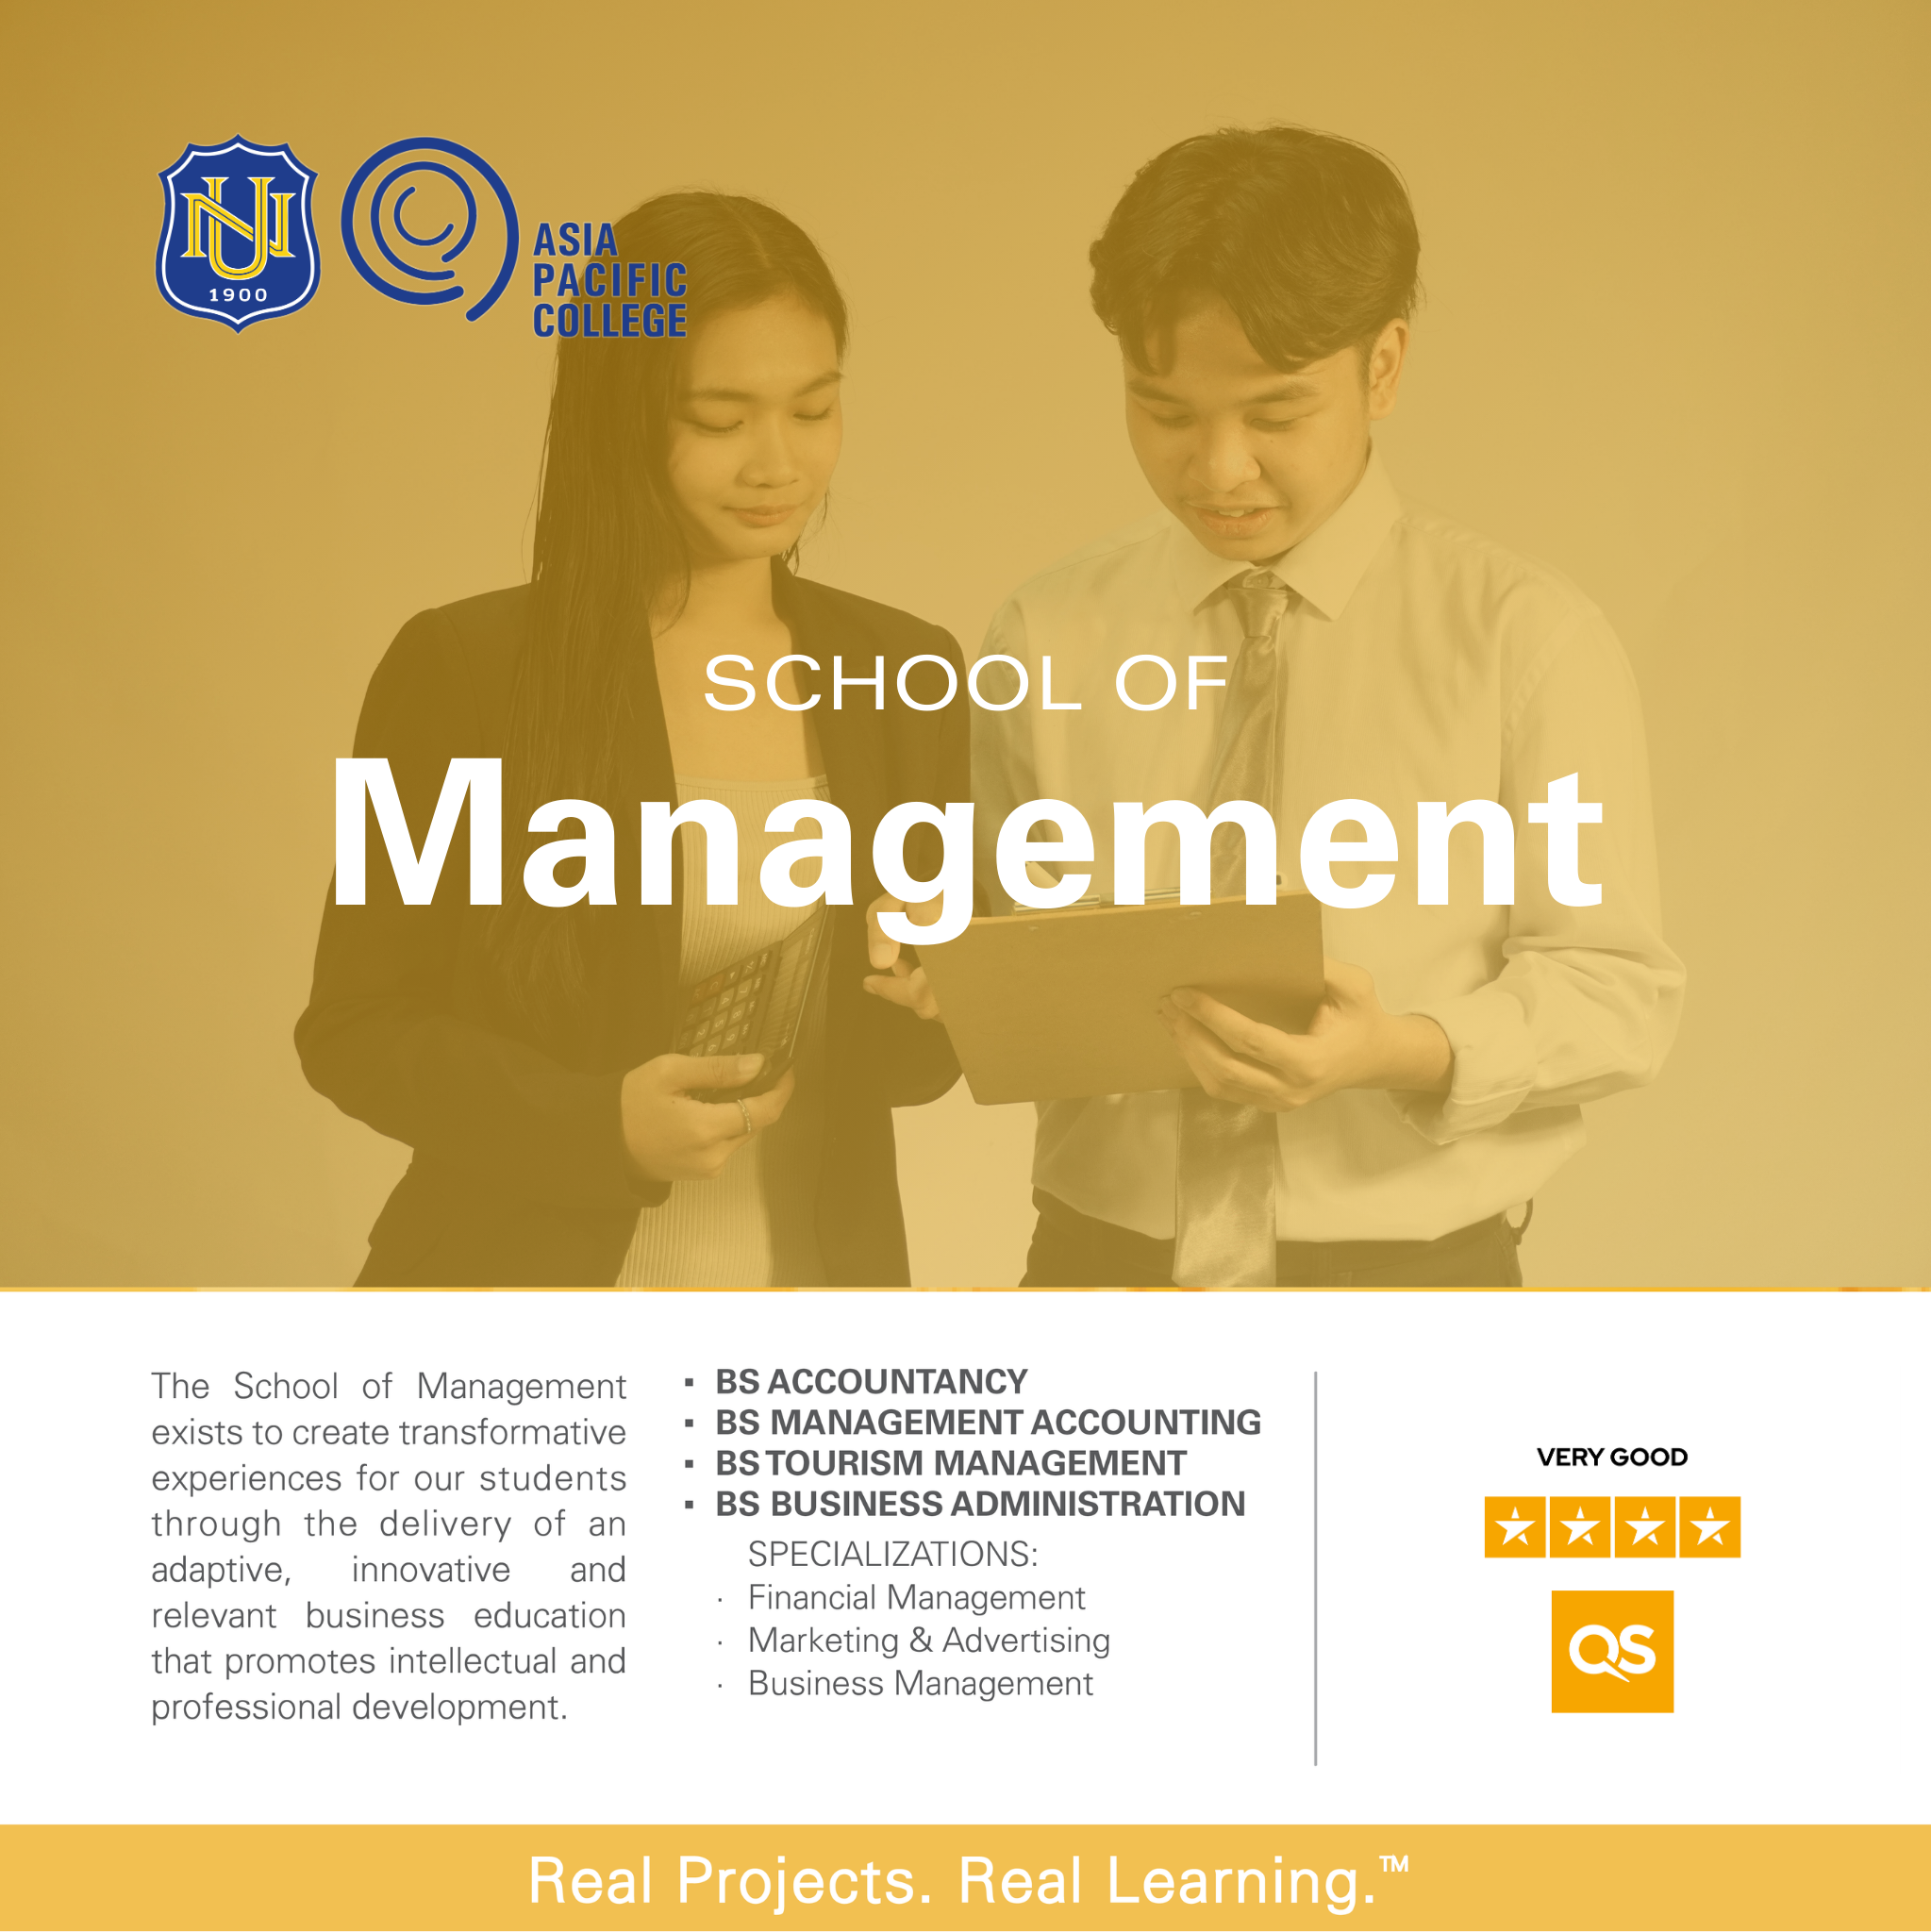 NU
1900
ASIA
PACIFIC
COLLEGE
SCHOOL OF
Management
The School of Management
exists to create transformative
experiences for our students
through the delivery of an
adaptive, innovative and
relevant business education
that promotes intellectual and
professional development.
▪ BS ACCOUNTANCY
▪ BS MANAGEMENT ACCOUNTING
▪ BS TOURISM MANAGEMENT
▪ BS BUSINESS ADMINISTRATION
SPECIALIZATIONS:
· Financial Management
· Marketing & Advertising
· Business Management
VERY GOOD
QS
Real Projects. Real Learning.™